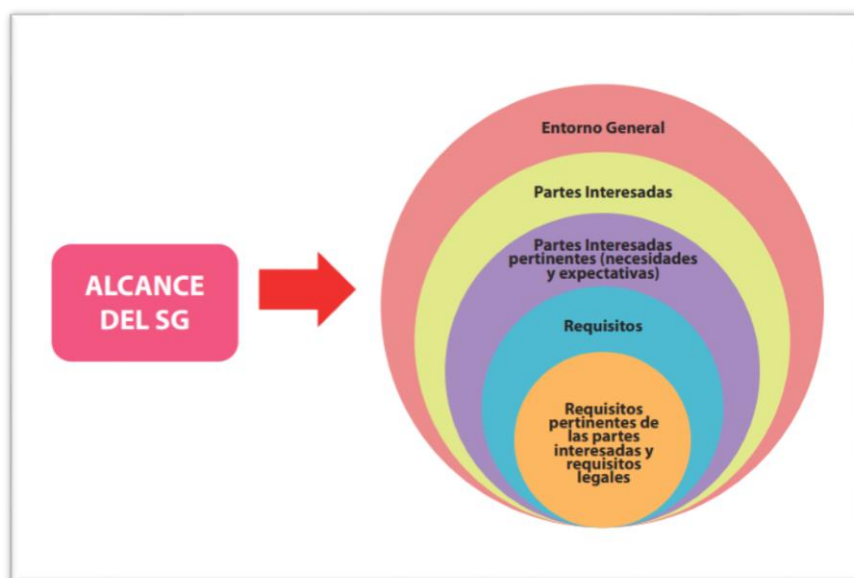 ALCANCE
DEL SG
Entorno General
Partes Interesadas
Partes Interesadas
pertinentes (necesidades
y expectativas)
Requisitos
Requisitos
pertinentes de
las partes
interesadas y
requisitos
legales